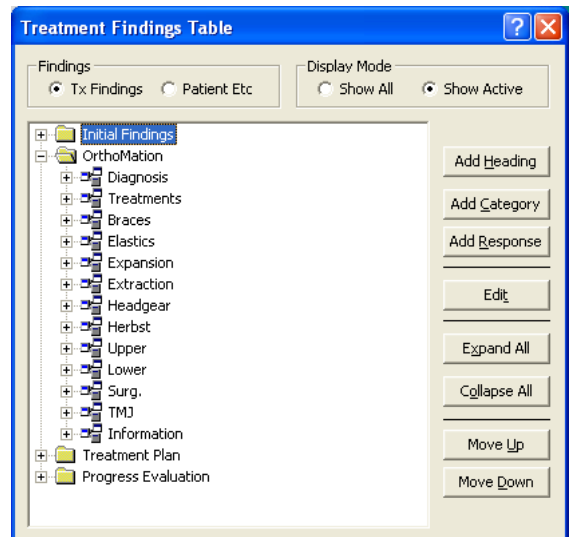 Treatment Findings Table
Findings
Tx Findings Patient Etc
Display Mode
Show All Show Active
Initial Findings
OrthoMation
Diagnosis
Treatments
Braces
Elastics
Expansion
Extraction
Headgear
Herbst
Upper
Lower
Surg.
TMJ
Information
Treatment Plan
Progress Evaluation
Add Heading
Add Category
Add Response
Edit
Expand All
Collapse All
Move Up
Move Down